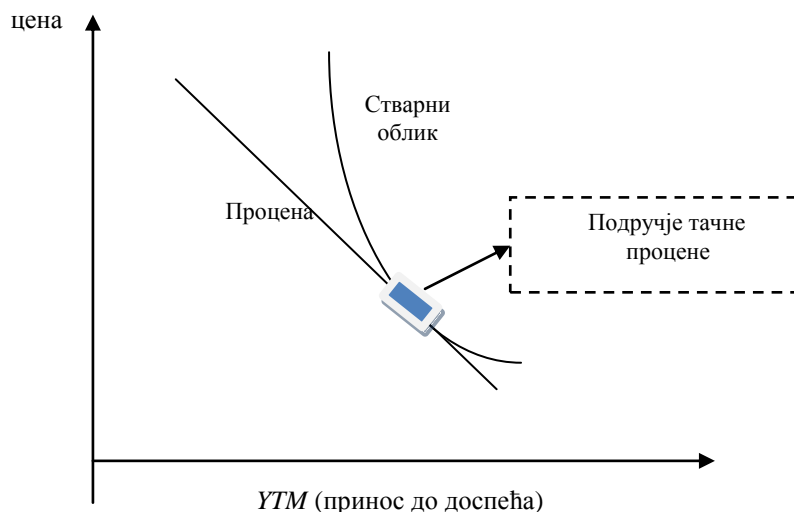 цена
Стварни
облик
Процена
Подручје тачне
процене
YTM (принос до доспећа)